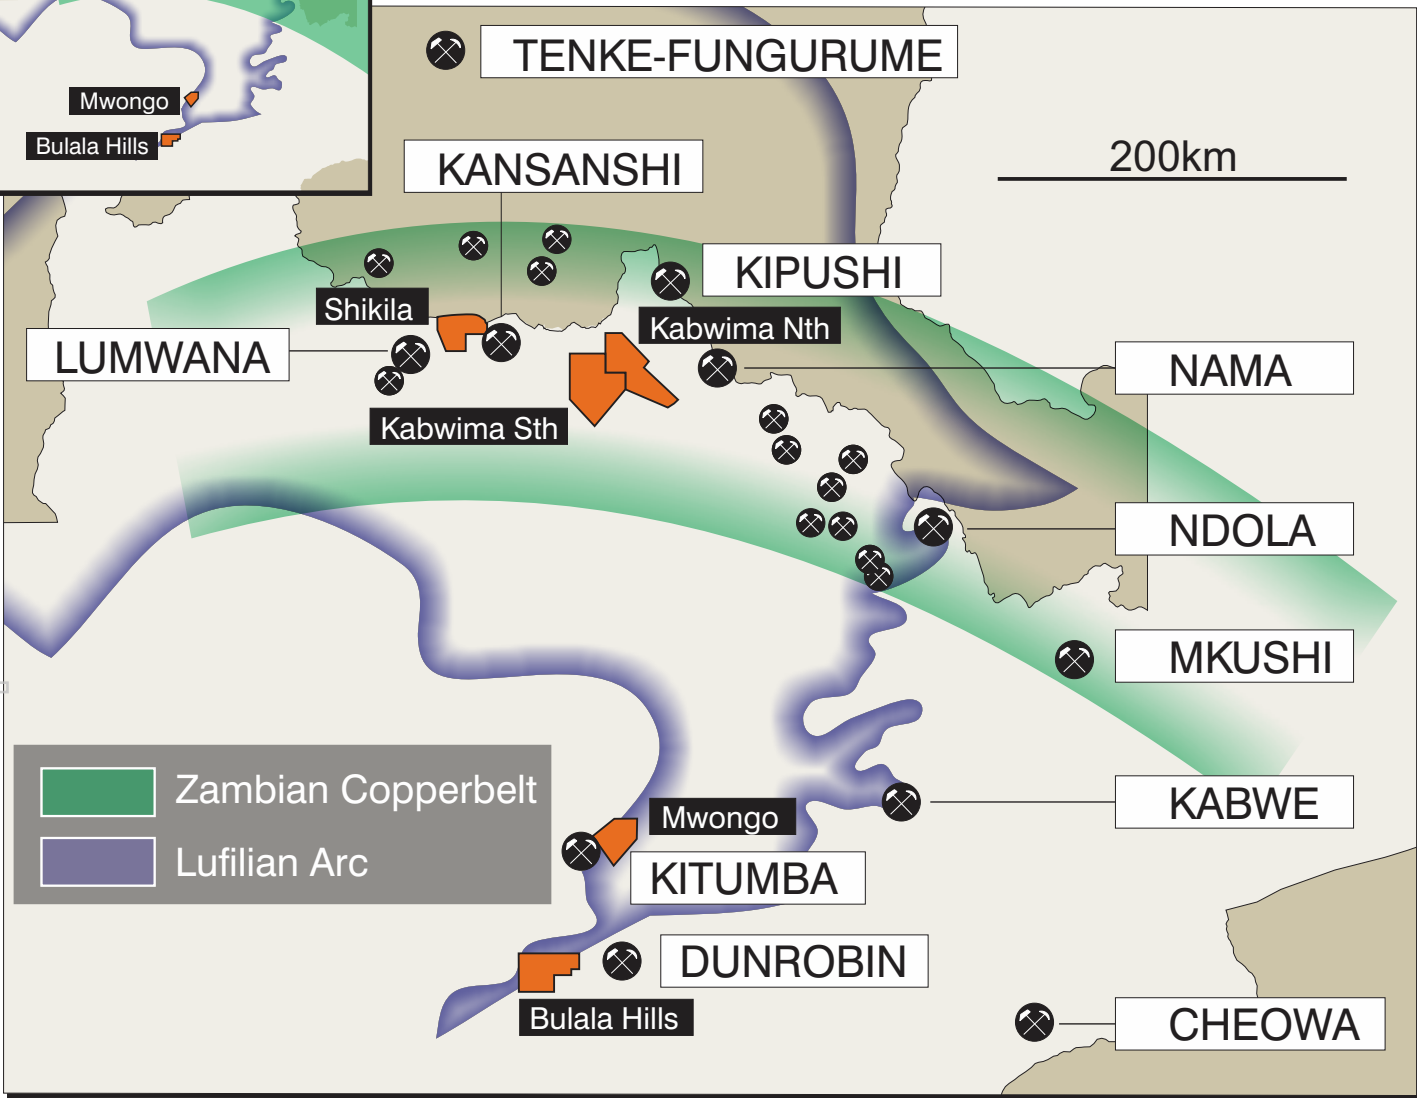 TENKE-FUNGURUME
Mwongo
Bulala Hills
KANSANSHI
200km
KIPUSHI
Shikila
Kabwima Nth
LUMWANA
NAMA
Kabwima Sth
NDOLA
MKUSHI
Zambian Copperbelt
KABWE
Mwongo
Lufilian Arc
KITUMBA
DUNROBIN
Bulala Hills
CHEOWA